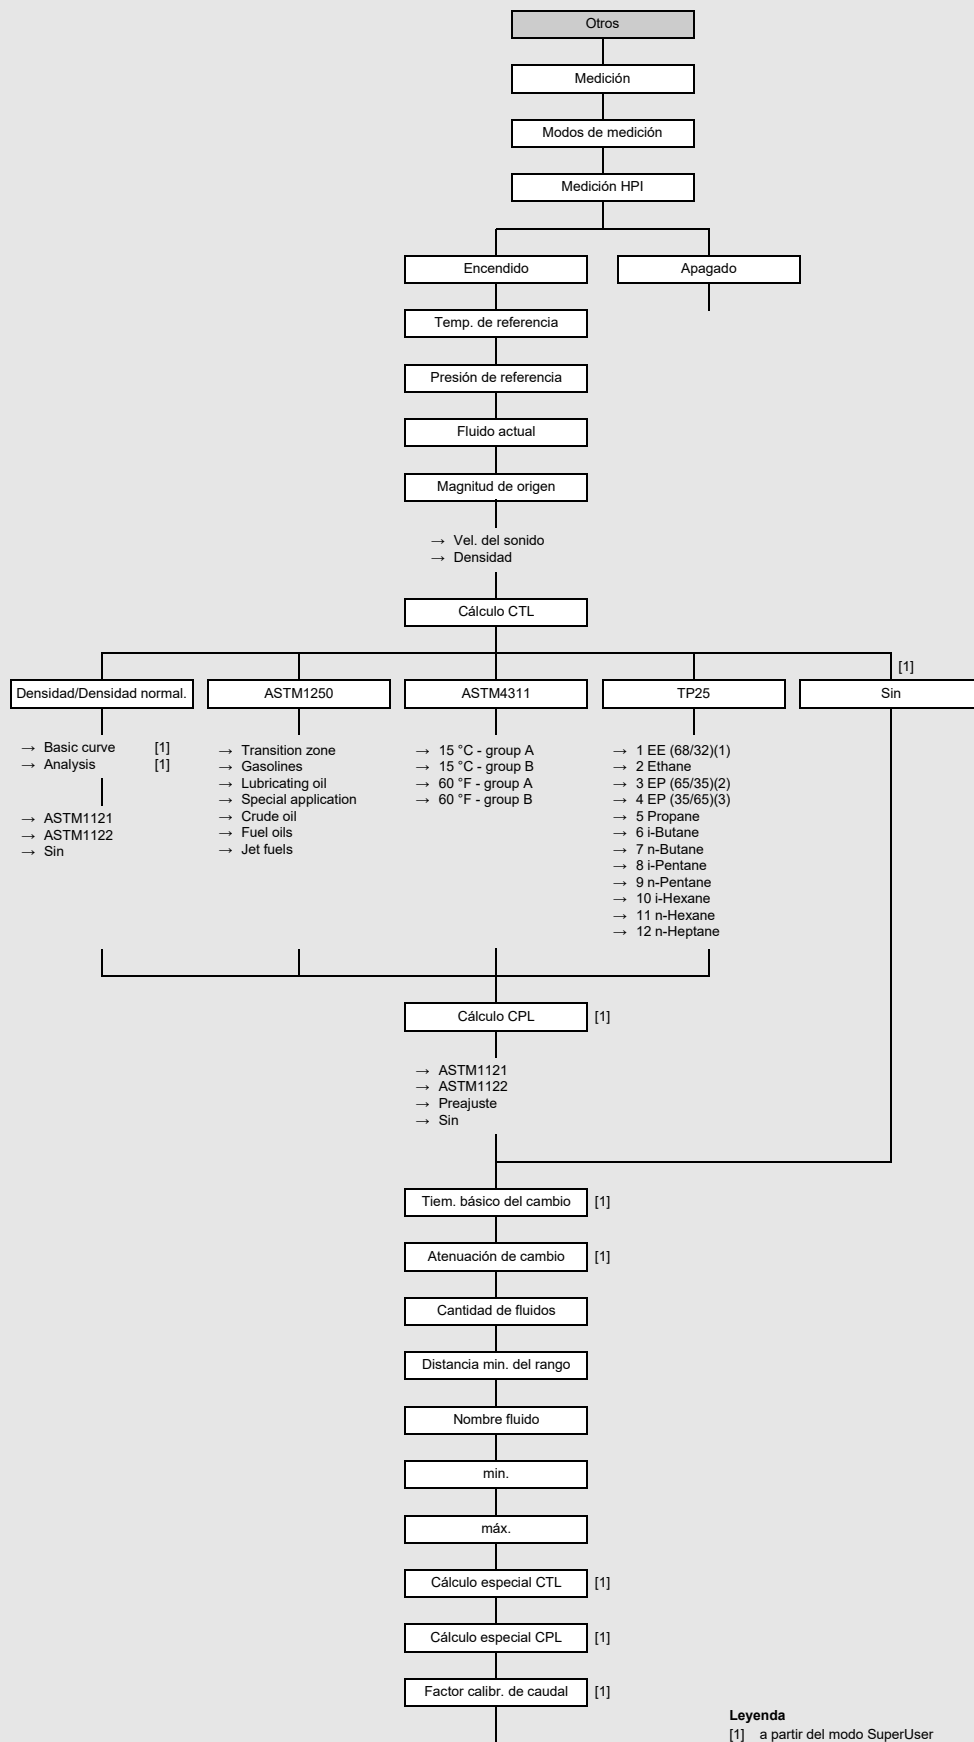 Otros
Medición
Modos de medición
Medición HPI
Encendido
Apagado
Temp. de referencia
Presión de referencia
Fluido actual
Magnitud de origen
→ Vel. del sonido
→ Densidad
Cálculo CTL
[1]
Densidad/Densidad normal.
ASTM1250
ASTM4311
TP25
Sin
→ Basic curve [1]
→ Analysis [1]
→ ASTM1121
→ ASTM1122
→ Sin
→ Transition zone
→ Gasolines
→ Lubricating oil
→ Special application
→ Crude oil
→ Fuel oils
→ Jet fuels
→ 15 °C - group A
→ 15 °C - group B
→ 60 °F - group A
→ 60 °F - group B
→ 1 EE (68/32)(1)
→ 2 Ethane
→ 3 EP (65/35)(2)
→ 4 EP (35/65)(3)
→ 5 Propane
→ 6 i-Butane
→ 7 n-Butane
→ 8 i-Pentane
→ 9 n-Pentane
→ 10 i-Hexane
→ 11 n-Hexane
→ 12 n-Heptane
Cálculo CPL [1]
→ ASTM1121
→ ASTM1122
→ Preajuste
→ Sin
Tiem. básico del cambio [1]
Atenuación de cambio [1]
Cantidad de fluidos
Distancia min. del rango
Nombre fluido
min.
máx.
Cálculo especial CTL [1]
Cálculo especial CPL [1]
Factor calibr. de caudal [1]
Leyenda
[1] a partir del modo SuperUser